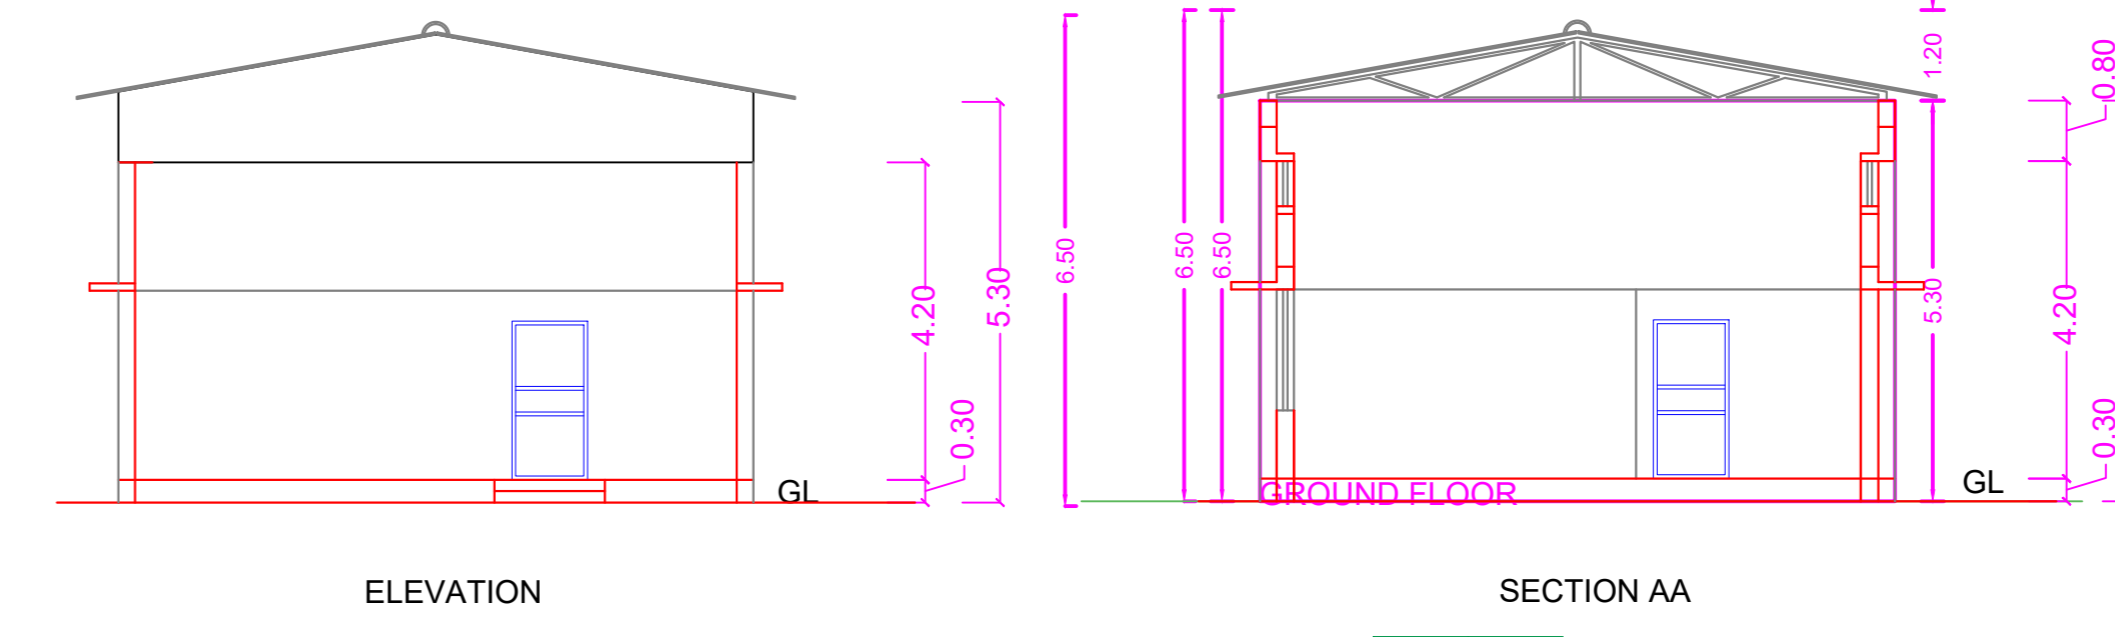 4.20
5.30
0.30
GL
6.50
6.50
6.50
1.20
0.80
5.30
4.20
0.30
GL
GROUND FLOOR
ELEVATION
SECTION AA